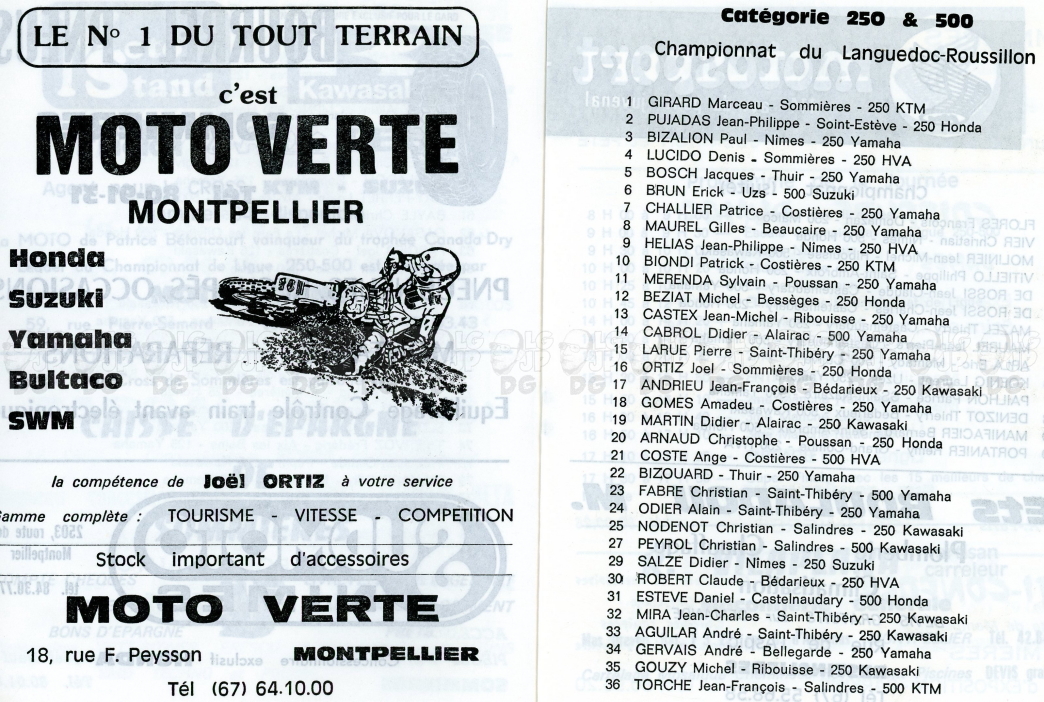 LE No 1 DU TOUT TERRAIN
c'est
MOTO VERTE
MONTPELLIER
Honda
Suzuki
Yamaha
Bultaco
SWM
la compétence de Joël ORTIZ à votre service
Gamme complète : TOURISME - VITESSE - COMPETITION
Stock important d'accessoires
MOTO VERTE
18, rue F. Peysson MONTPELLIER
Tél (67) 64.10.00
Catégorie 250 & 500
Championnat du Languedoc-Roussillon
1 GIRARD Marceau - Sommières - 250 KTM
2 PUJADAS Jean-Philippe - Soint-Estève - 250 Honda
3 BIZALION Paul - Nîmes - 250 Yamaha
4 LUCIDO Denis - Sommières - 250 HVA
5 BOSCH Jacques - Thuir - 250 Yamaha
6 BRUN Erick - Uzs - 500 Suzuki
7 CHALLIER Patrice - Costières - 250 Yamaha
8 MAUREL Gilles - Beaucaire - 250 Yamaha
9 HELIAS Jean-Philippe - Nîmes - 250 HVA
10 BIONDI Patrick - Costières - 250 KTM
11 MERENDA Sylvain - Poussan - 250 Yamaha
12 BEZIAT Michel - Bessèges - 250 Honda
13 CASTEX Jean-Michel - Ribouisse - 250 Yamaha
14 CABROL Didier - Alairac - 500 Yamaha
15 LARUE Pierre - Saint-Thibéry - 250 Yamaha
16 ORTIZ Joel - Sommières - 250 Honda
17 ANDRIEU Jean-François - Bédarieux - 250 Kawasaki
18 GOMES Amadeu - Costières - 250 Yamaha
19 MARTIN Didier - Alairac - 250 Kawasaki
20 ARNAUD Christophe - Poussan - 250 Honda
21 COSTE Ange - Costières - 500 HVA
22 BIZOUARD - Thuir - 250 Yamaha
23 FABRE Christian - Saint-Thibéry - 500 Yamaha
24 ODIER Alain - Saint-Thibéry - 250 Yamaha
25 NODENOT Christian - Salindres - 250 Kawasaki
27 PEYROL Christian - Salindres - 500 Kawasaki
29 SALZE Didier - Nîmes - 250 Suzuki
30 ROBERT Claude - Bédarieux - 250 HVA
31 ESTEVE Daniel - Castelnaudary - 500 Honda
32 MIRA Jean-Charles - Saint-Thibéry - 250 Yamaha
33 AGUILAR André - Saint-Thibéry - 250 Kawasaki
34 GERVAIS André - Bellegarde - 250 Yamaha
35 GOUZY Michel - Ribouisse - 250 Kawasaki
36 TORCHE Jean-François - Salindres - 500 KTM